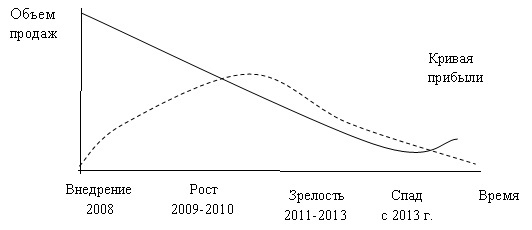 Объем
продаж
Кривая
прибыли
Внедрение
2008
Рост
2009-2010
Зрелость
2011-2013
Спад
с 2013 г.
Время